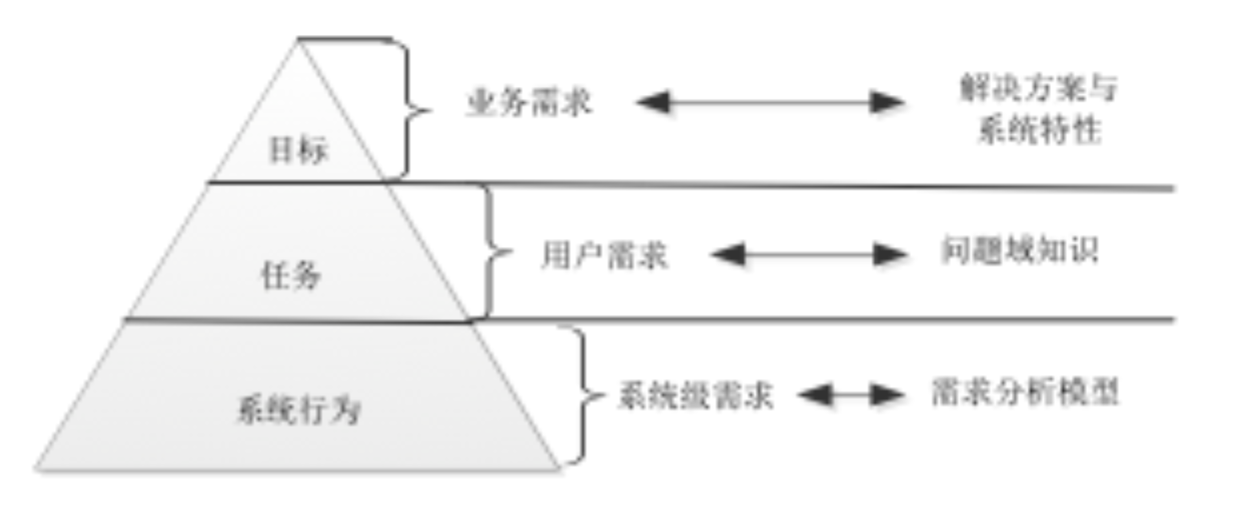 目标
业务需求
解决方案与
系统特性
任务
用户需求
问题域知识
系统行为
系统级需求
需求分析模型